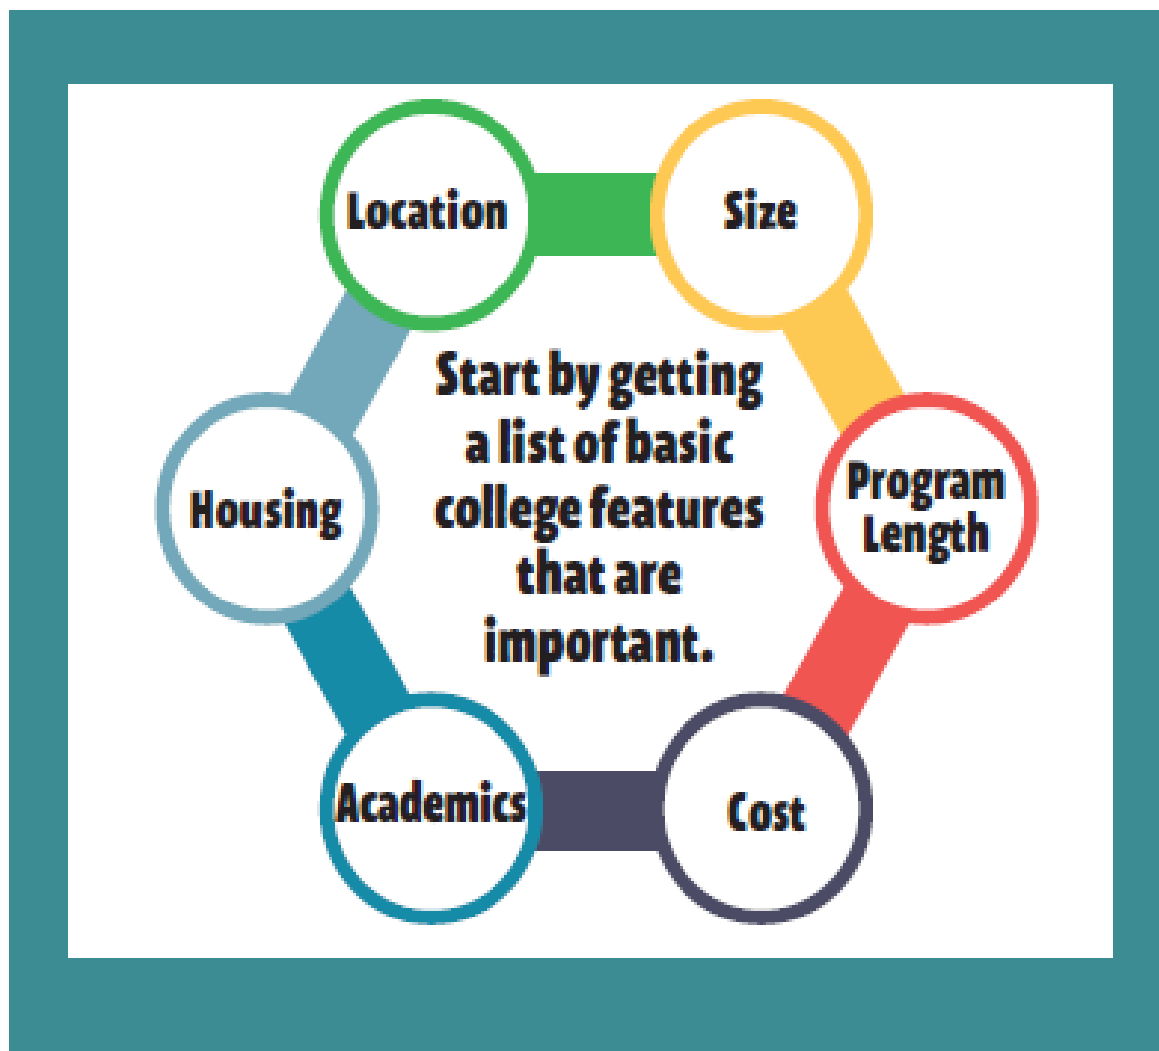 Location
Size
Start by getting
a list of basic
college features
that are
important.
Housing
Program
Length
Academics
Cost